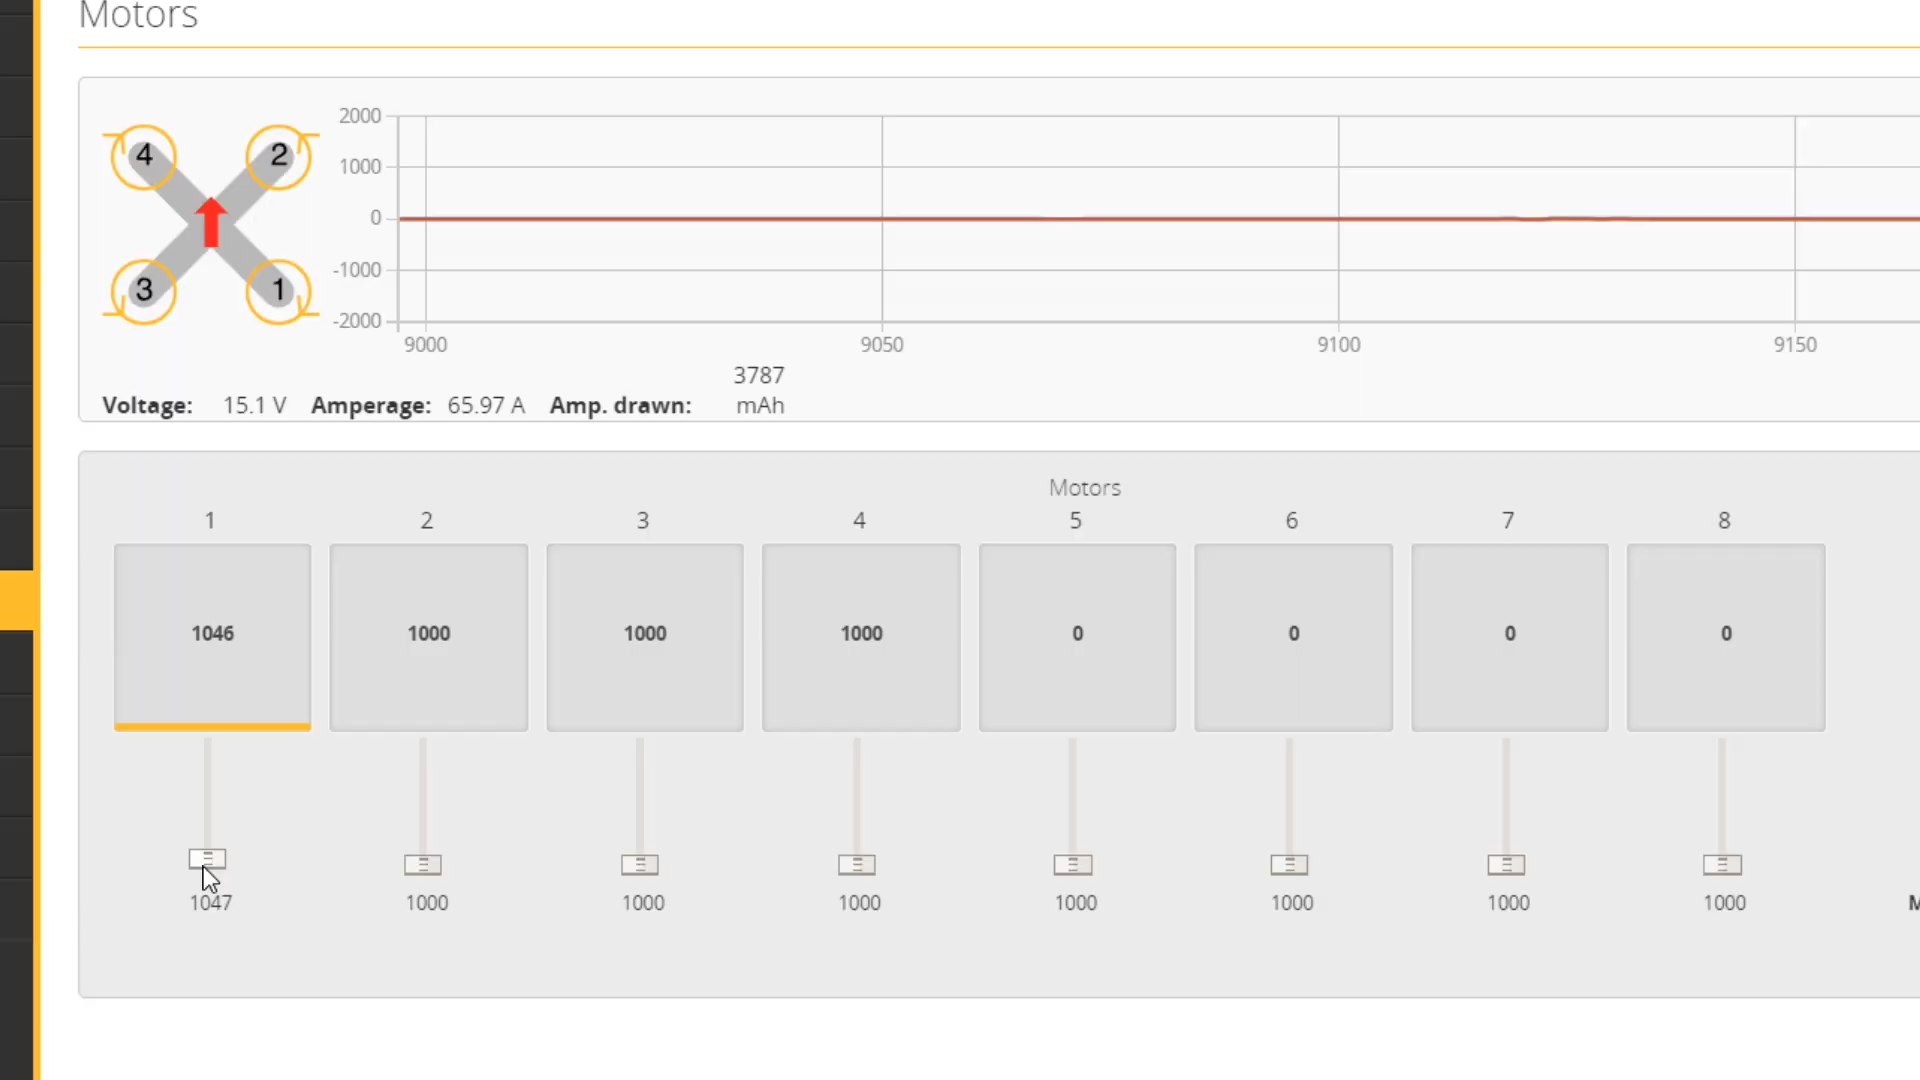 Motors
4 2
3 1
2000
1000
0
-1000
-2000
9000 9050 9100 9150
3787
Voltage: 15.1 V Amperage: 65.97 A Amp. drawn: mAh
Motors
1 2 3 4 5 6 7 8
1046 1000 1000 1000 0 0 0 0
1047 1000 1000 1000 1000 1000 1000 1000